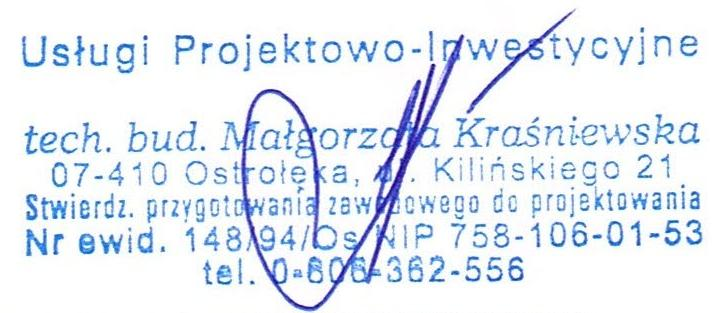 Usługi Projektowo-Inwestycyjne
tech. bud. Małgorzata Kraśniewska
07-410 Ostrołęka, ul. Kilińskiego 21
Stwierdz. przygotowania zawodowego do projektowania
Nr ewid. 148/94/Os NIP 758-106-01-53
tel. 0-606-362-556